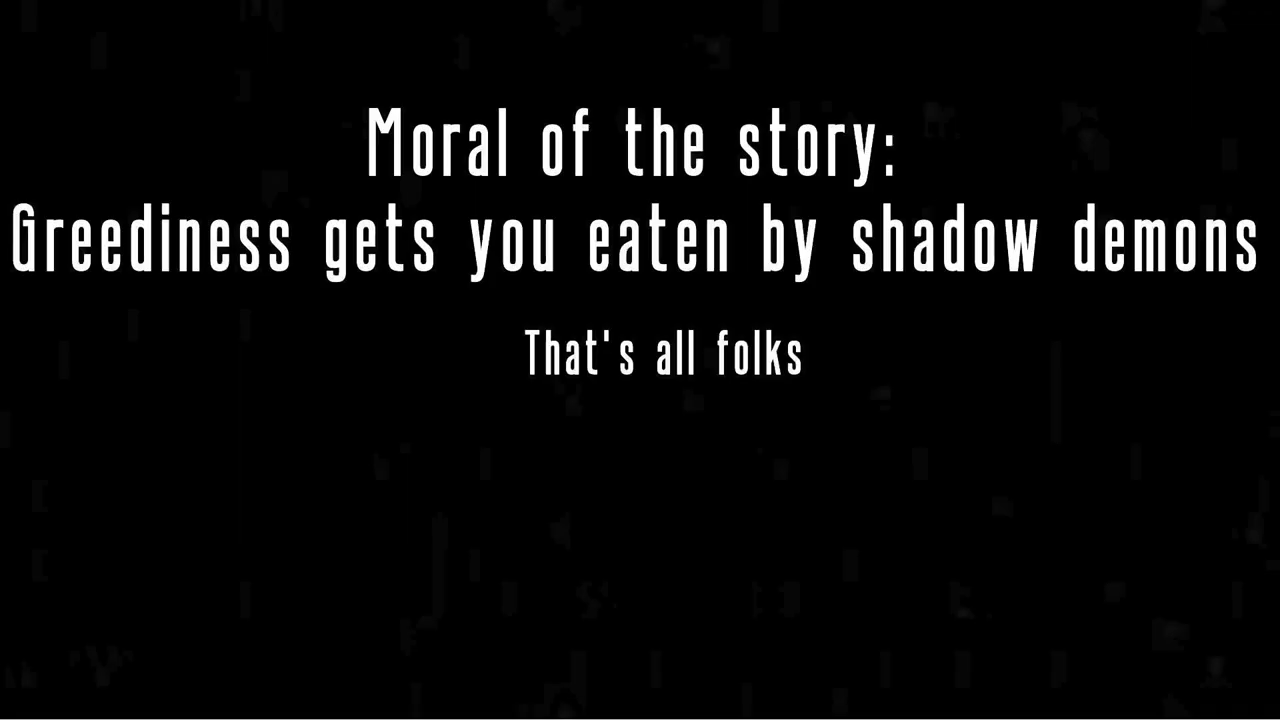 Moral of the story:
Greediness gets you eaten by shadow demons
That's all folks